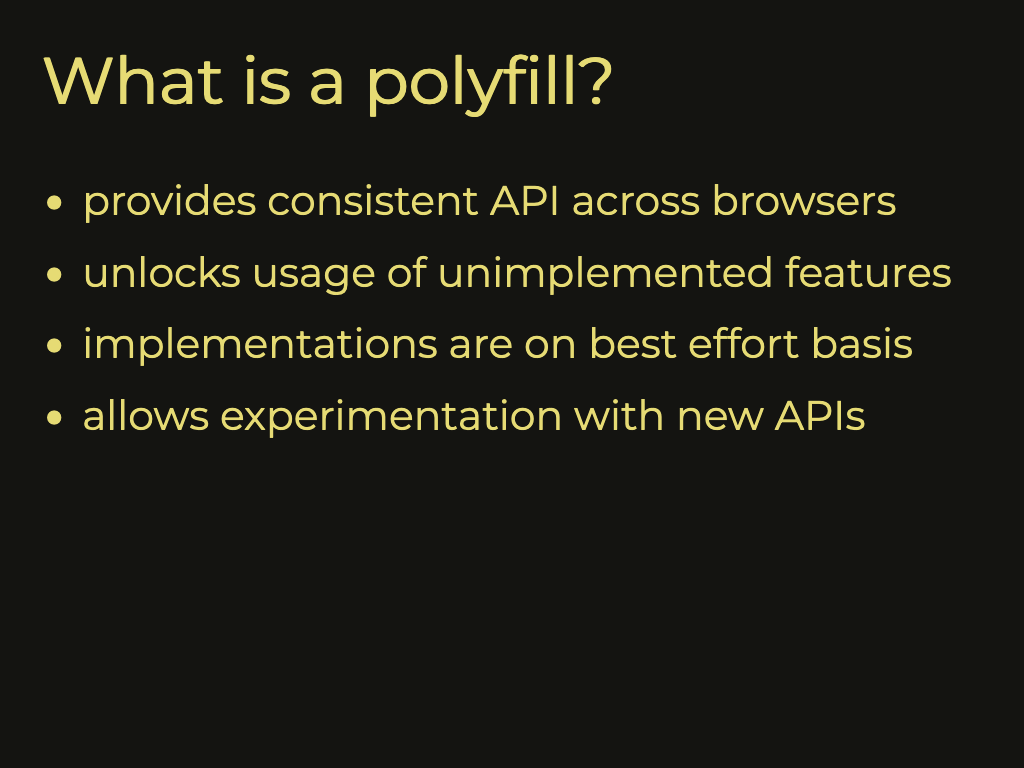 What is a polyfill?
• provides consistent API across browsers
• unlocks usage of unimplemented features
• implementations are on best effort basis
• allows experimentation with new APIs